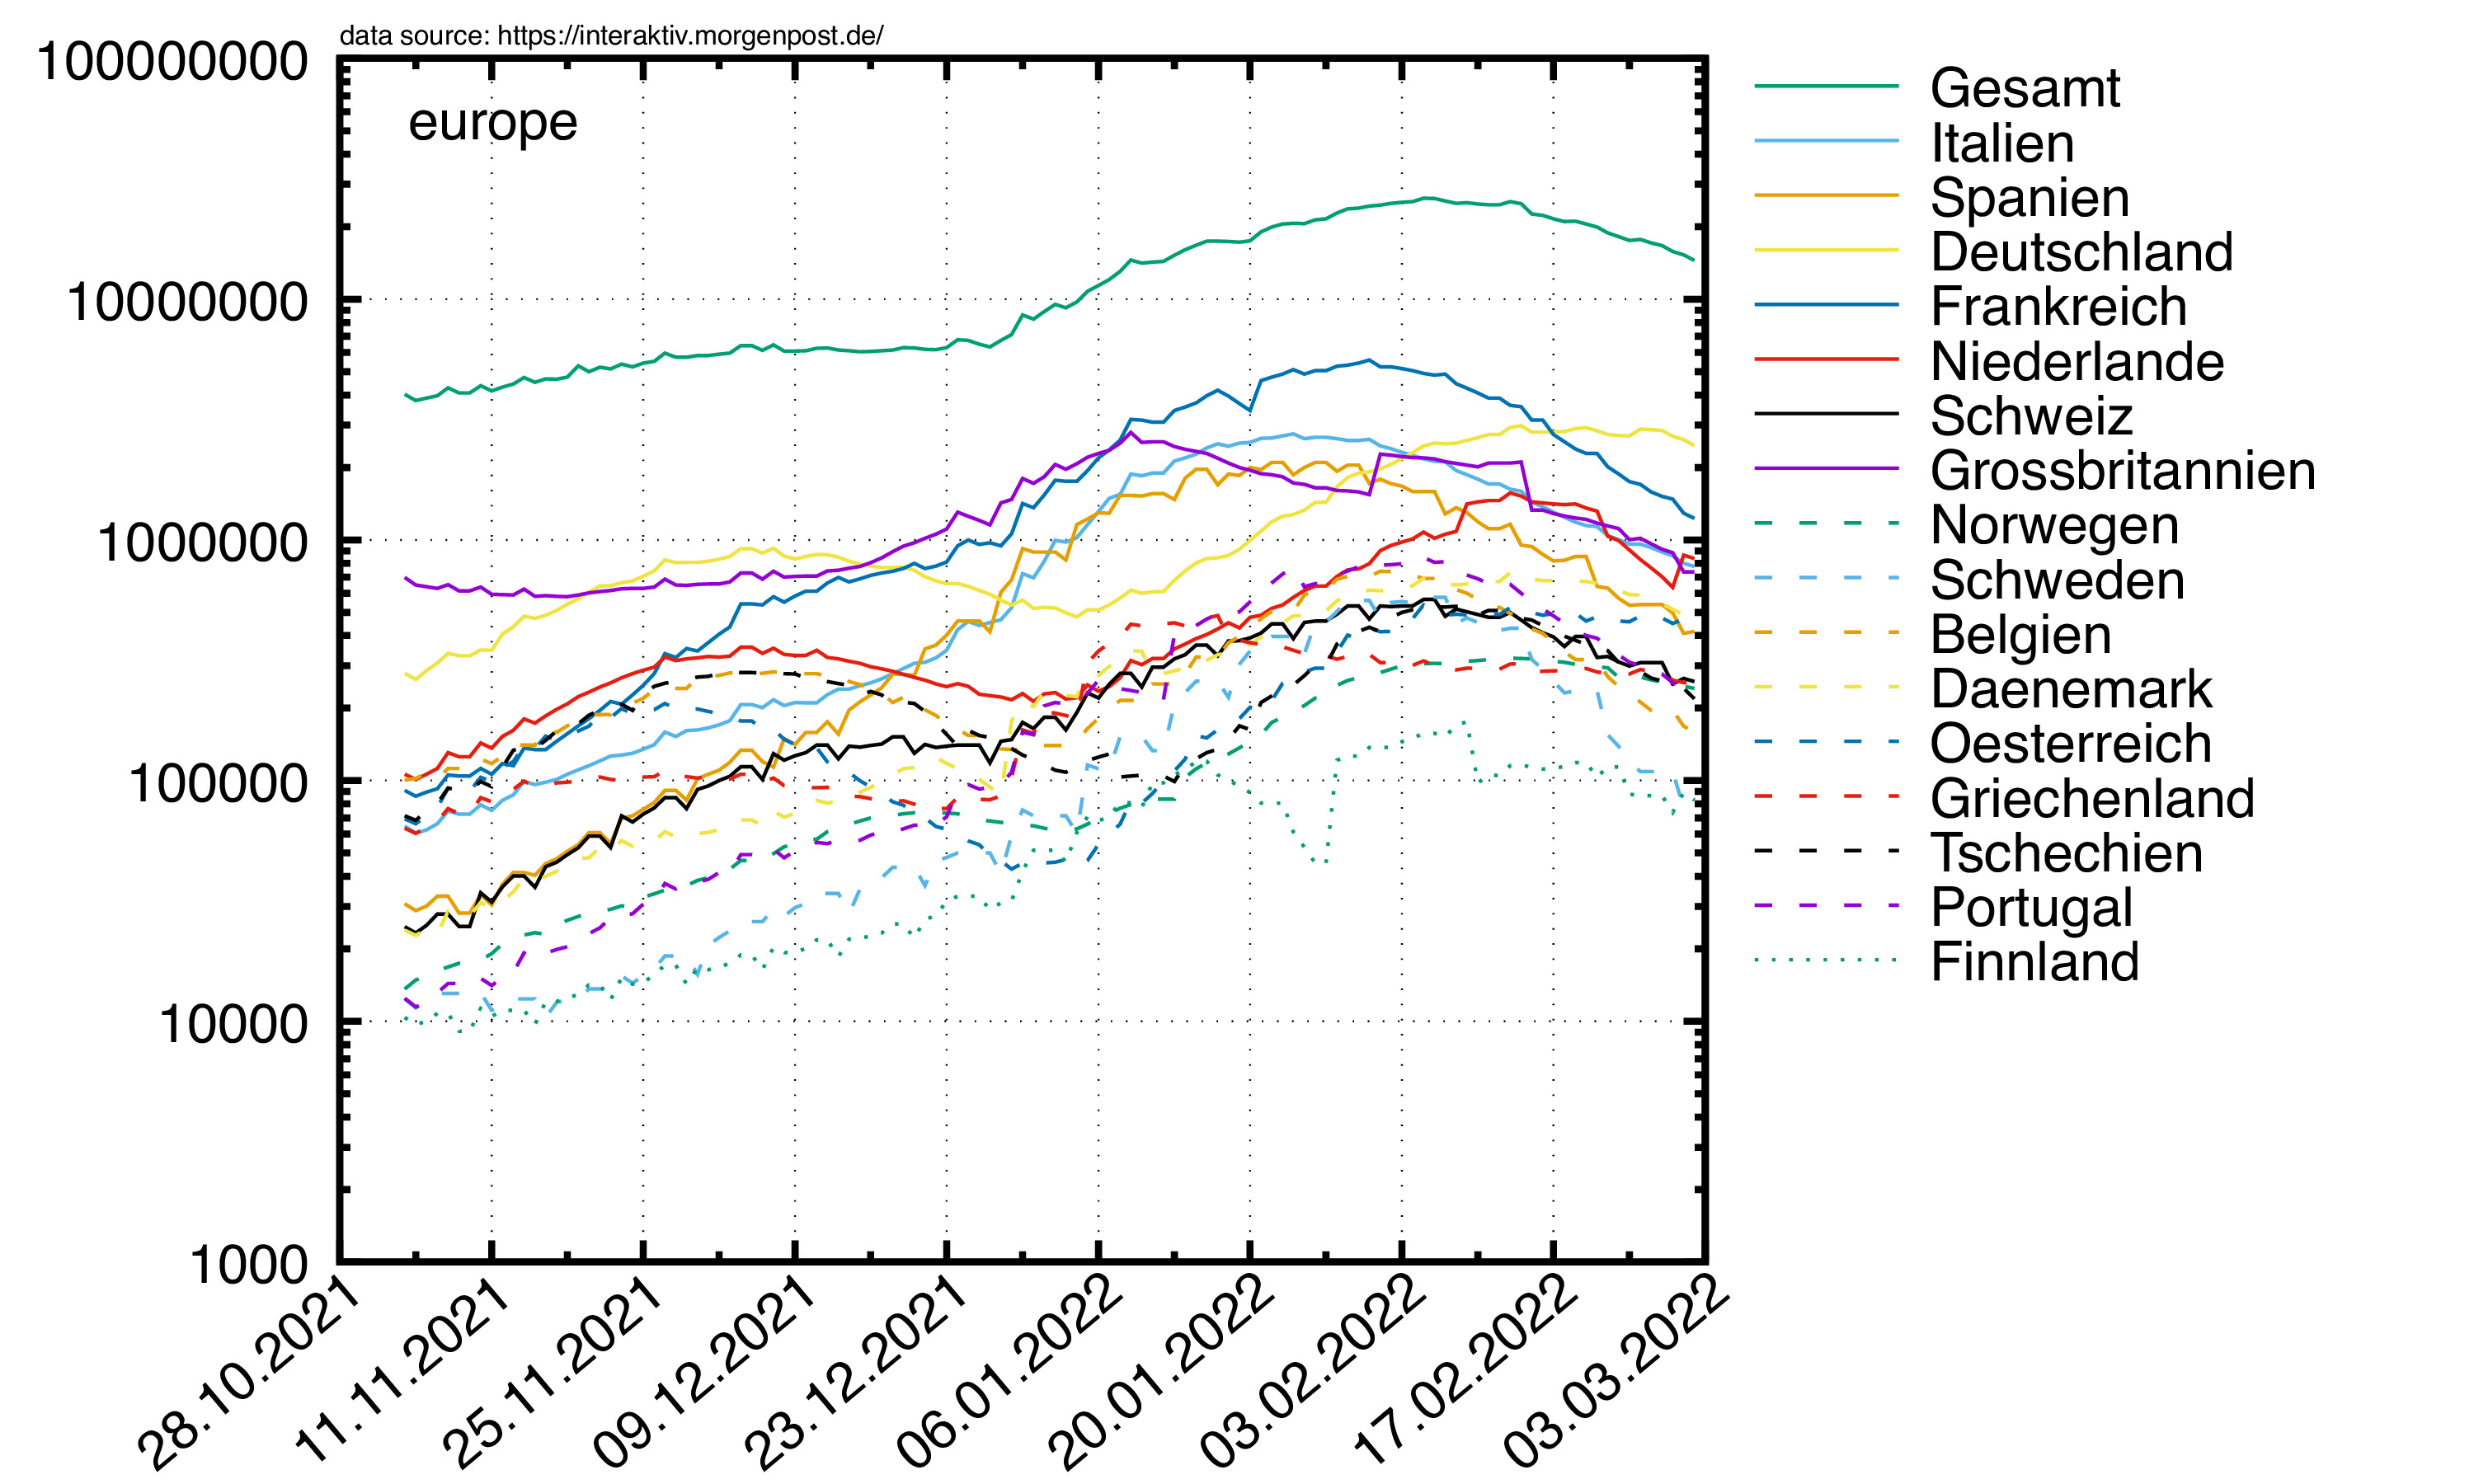 data source: https://interaktiv.morgenpost.de/
europe
100000000
10000000
1000000
100000
10000
1000
28.10.2021
11.11.2021
25.11.2021
09.12.2021
23.12.2021
06.01.2022
20.01.2022
03.02.2022
17.02.2022
03.03.2022
Gesamt
Italien
Spanien
Deutschland
Frankreich
Niederlande
Schweiz
Grossbritannien
Norwegen
Schweden
Belgien
Daenemark
Oesterreich
Griechenland
Tschechien
Portugal
Finnland